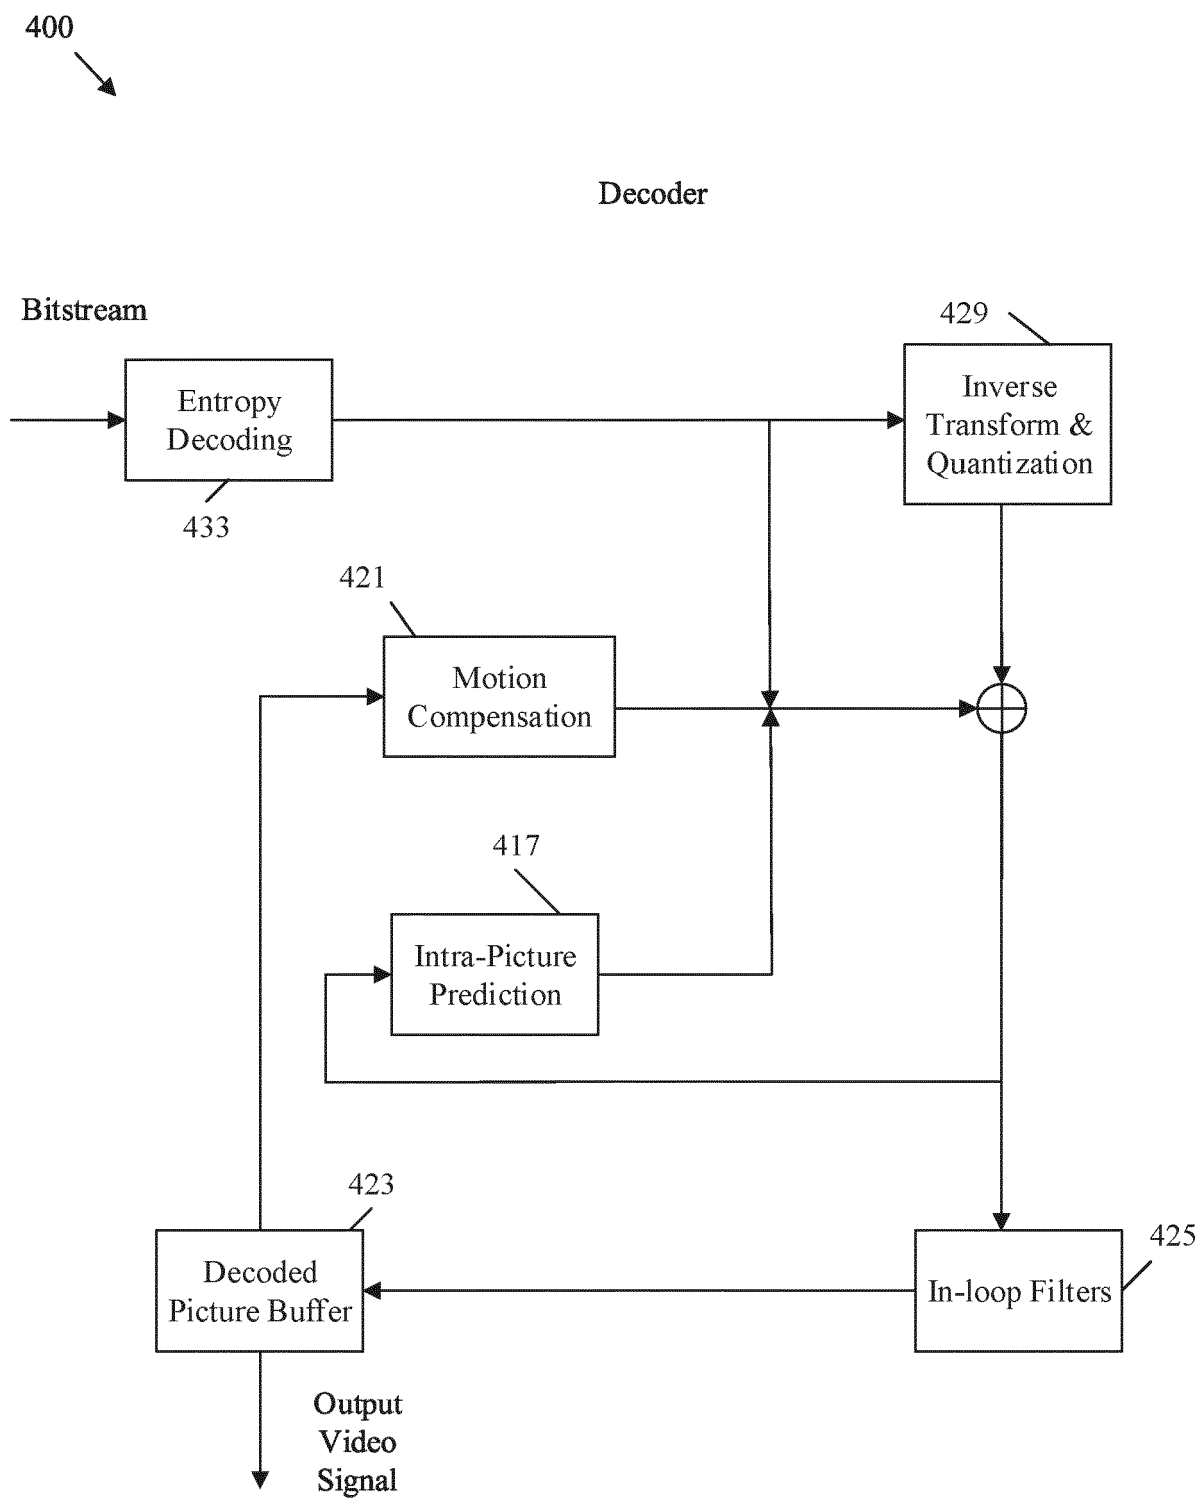 400
Decoder
Bitstream
429
Entropy
Decoding
433
Inverse
Transform &
Quantization
421
Motion
Compensation
417
Intra-Picture
Prediction
423
Decoded
Picture Buffer
425
In-loop Filters
Output
Video
Signal